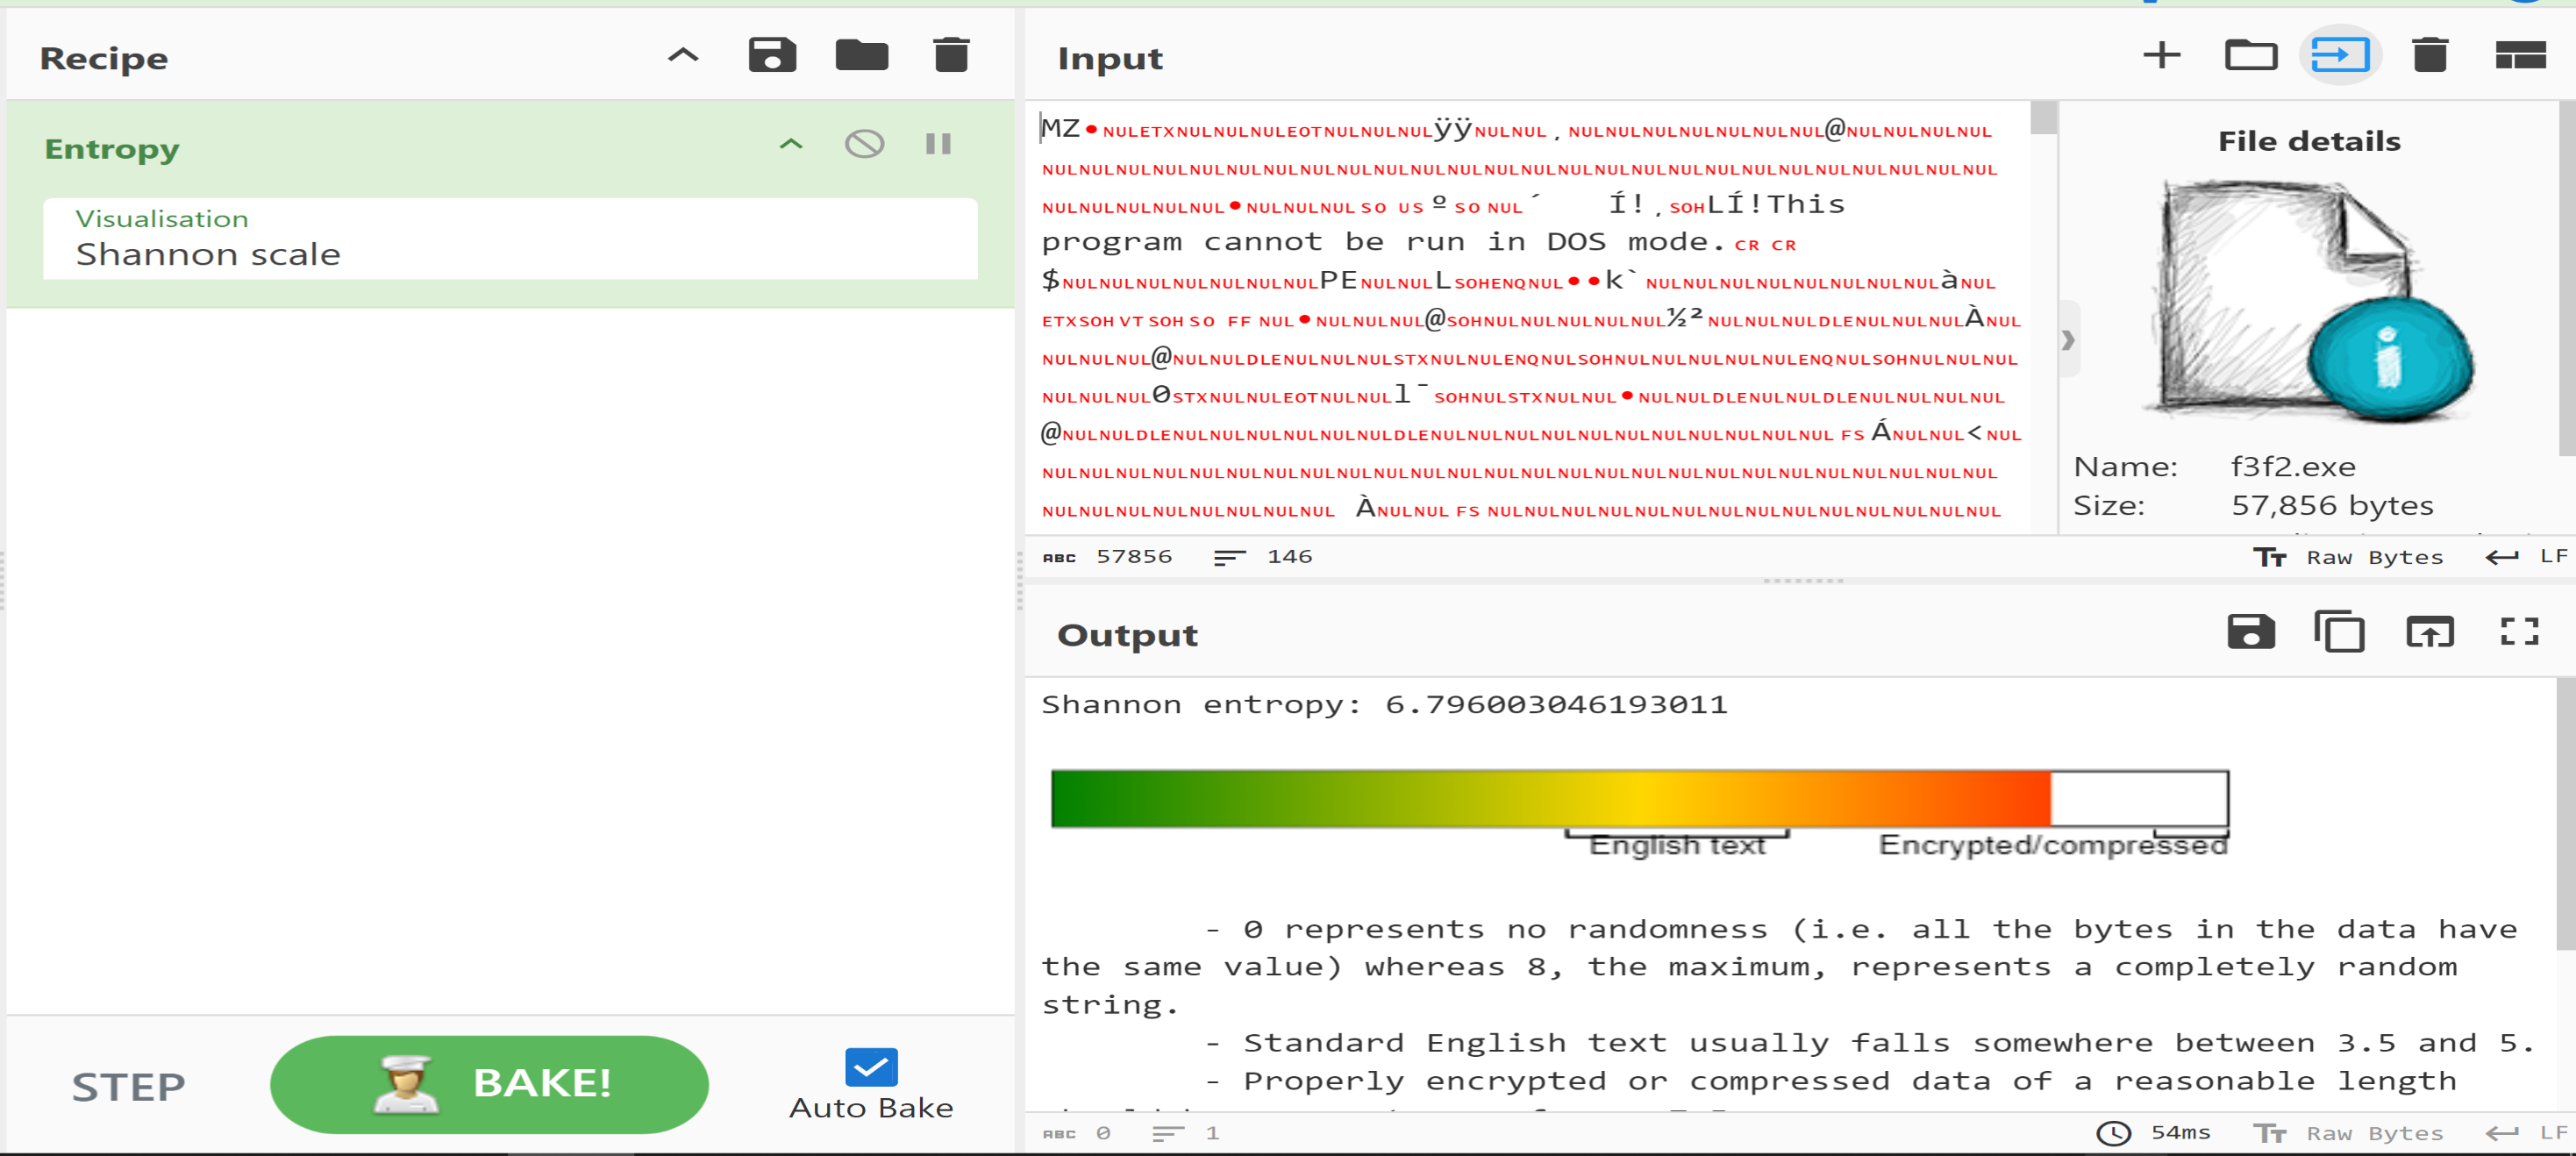 Recipe
Entropy
Visualisation
Shannon scale
STEP
BAKE!
Auto Bake
Input
MZ•NULETXNULNULNULEOTNULNULNULÿÿNULNUL¸NULNULNULNULNULNULNUL@NULNULNULNUL
NULNULNULNULNULNULNULNULNULNULNULNULNULNULNULNULNULNULNULNULNULNULNULNULNULNUL
NULNULNULNULNUL•NULNULNULSO US º SO NUL ´ Í!¸SOHLÍ!This
program cannot be run in DOS mode.CR CR
$NULNULNULNULNULNULNULPENULNULLSOHENQNUL••k`NULNULNULNULNULNULNULNULàNUL
ETXSOH VT SOH SO FF NUL•NULNULNUL@SOHNULNULNULNULNUL½²NULNULNULDLENULNULNULÀNUL
NULNULNUL@NULNULDLENULNULNULSTXNULNULENQNULSOHNULNULNULNULNULENQNULSOHNULNULNUL
NULNULNUL0STXNULNULEOTNULNULl¯SOHNULSTXNULNUL•NULNULDLENULNULDLENULNULNULNUL
@NULNULDLENULNULNULNULNULNULDLENULNULNULNULNULNULNULNULNULNULNUL FS ÁNULNUL<NUL
NULNULNULNULNULNULNULNULNULNULNULNULNULNULNULNULNULNULNULNULNULNULNULNULNULNUL
NULNULNULNULNULNULNULNUL ÀNULNUL FS NULNULNULNULNULNULNULNULNULNULNULNULNULNUL
File details
Name: f3f2.exe
Size: 57,856 bytes
ABC 57856 146
Tт Raw Bytes LF
Output
Shannon entropy: 6.796003046193011
English text Encrypted/compressed
- 0 represents no randomness (i.e. all the bytes in the data have
the same value) whereas 8, the maximum, represents a completely random
string.
- Standard English text usually falls somewhere between 3.5 and 5.
- Properly encrypted or compressed data of a reasonable length
ABC 0 1
54ms Tт Raw Bytes LF